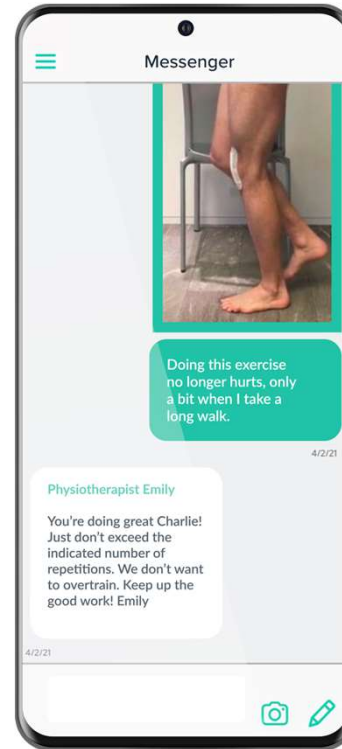 Messenger
Doing this exercise
no longer hurts, only
a bit when I take a
long walk.
4/2/21
Physiotherapist Emily
You're doing great Charlie!
Just don't exceed the
indicated number of
repetitions. We don't want
to overtrain. Keep up the
good work! Emily
4/2/21